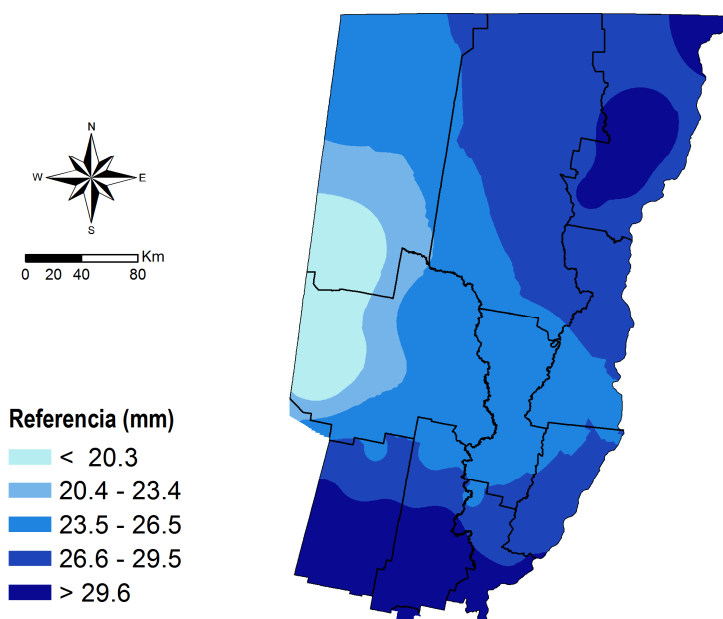 N
W E
S
Km
0 20 40 80
Referencia (mm)
< 20.3
20.4 - 23.4
23.5 - 26.5
26.6 - 29.5
> 29.6